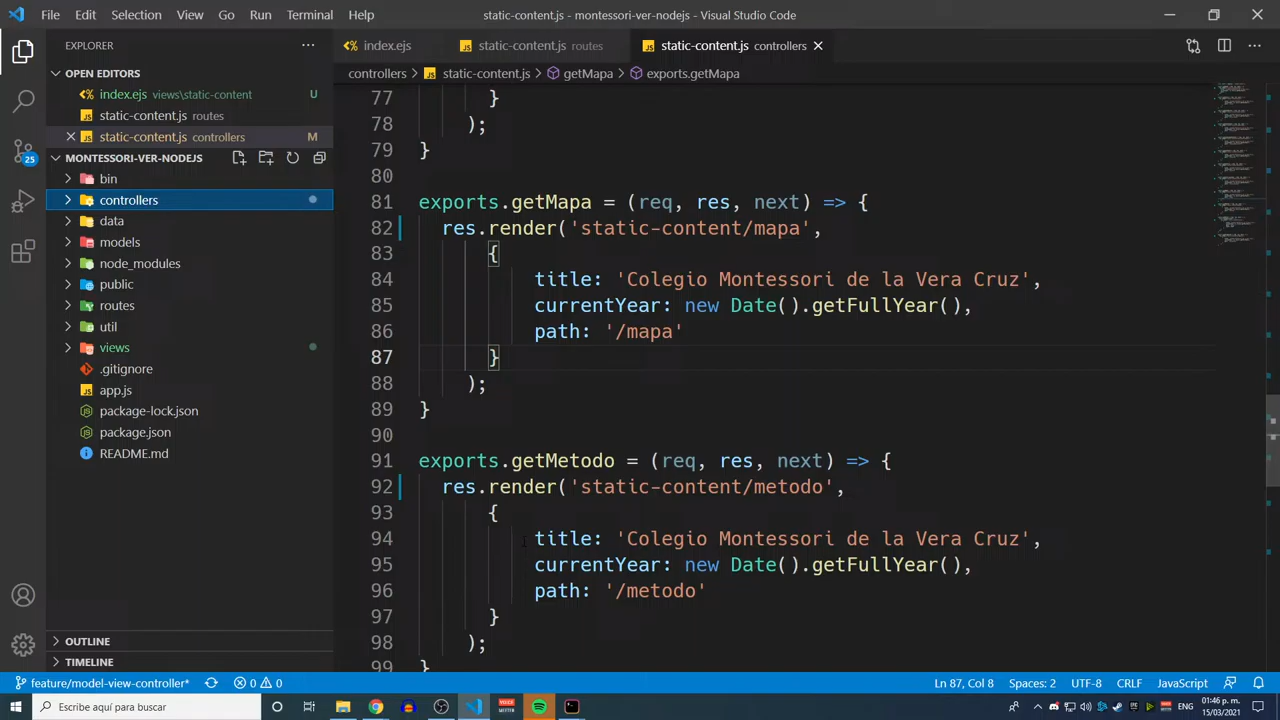 File Edit Selection View Go Run Terminal Help static-content.js - montessori-ver-nodejs - Visual Studio Code
EXPLORER
index.ejs static-content.js routes static-content.js controllers
OPEN EDITORS
index.ejs views\static-content U
static-content.js routes
static-content.js controllers M
MONTESSORI-VER-NODEJS
bin
controllers
data
models
node_modules
public
routes
util
views
.gitignore
app.js
package-lock.json
package.json
README.md
OUTLINE
TIMELINE
25
controllers > static-content.js > getMapa > exports.getMapa
77 }
78 );
79 }
80
81 exports.getMapa = (req, res, next) => {
82 res.render('static-content/mapa',
83 {
84 title: 'Colegio Montessori de la Vera Cruz',
85 currentYear: new Date().getFullYear(),
86 path: '/mapa'
87 }
88 );
89 }
90
91 exports.getMetodo = (req, res, next) => {
92 res.render('static-content/metodo',
93 {
94 title: 'Colegio Montessori de la Vera Cruz',
95 currentYear: new Date().getFullYear(),
96 path: '/metodo'
97 }
98 );
99 }
feature/model-view-controller* 0 0 Ln 87, Col 8 Spaces: 2 UTF-8 CRLF JavaScript
Escribe aquí para buscar ENG 01:46 p. m.
15/03/2021